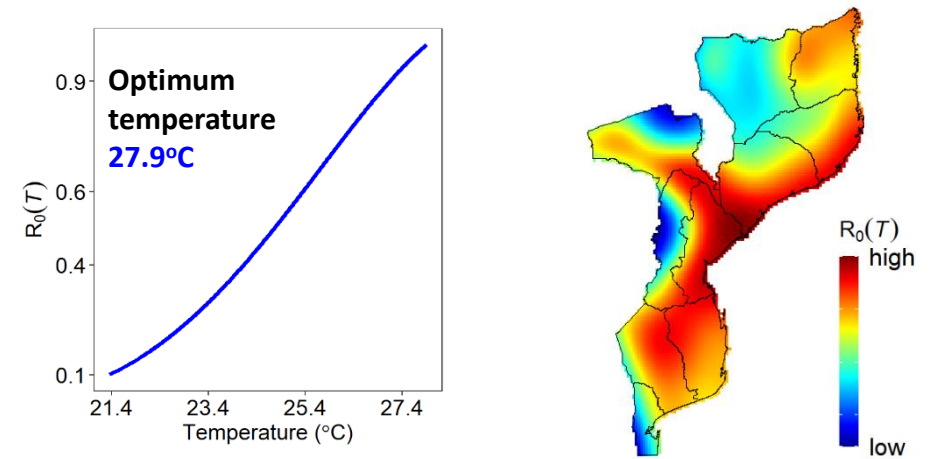 Optimum
temperature
27.9°C
R₀(T)
0.9
0.6
0.4
0.1
21.4 23.4 25.4 27.4
Temperature (°C)
R₀(T)
high
low